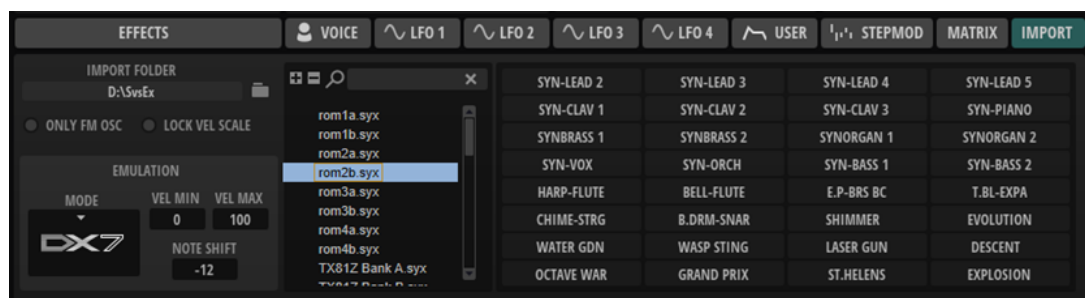 EFFECTS VOICE LFO 1 LFO 2 LFO 3 LFO 4 USER STEPMOD MATRIX IMPORT
IMPORT FOLDER
D:\SvsEx
ONLY FM OSC LOCK VEL SCALE
EMULATION
MODE VEL MIN VEL MAX
DX7 0 100
NOTE SHIFT
-12
rom1a.syx
rom1b.syx
rom2a.syx
rom2b.syx
rom3a.syx
rom3b.syx
rom4a.syx
rom4b.syx
TX81Z Bank A.syx
SYN-LEAD 2 SYN-LEAD 3 SYN-LEAD 4 SYN-LEAD 5
SYN-CLAV 1 SYN-CLAV 2 SYN-CLAV 3 SYN-PIANO
SYNBRASS 1 SYNBRASS 2 SYNORGAN 1 SYNORGAN 2
SYN-VOX SYN-ORCH SYN-BASS 1 SYN-BASS 2
HARP-FLUTE BELL-FLUTE E.P-BRS BC T.BL-EXPA
CHIME-STRG B.DRM-SNAR SHIMMER EVOLUTION
WATER GDN WASP STING LASER GUN DESCENT
OCTAVE WAR GRAND PRIX ST.HELENS EXPLOSION